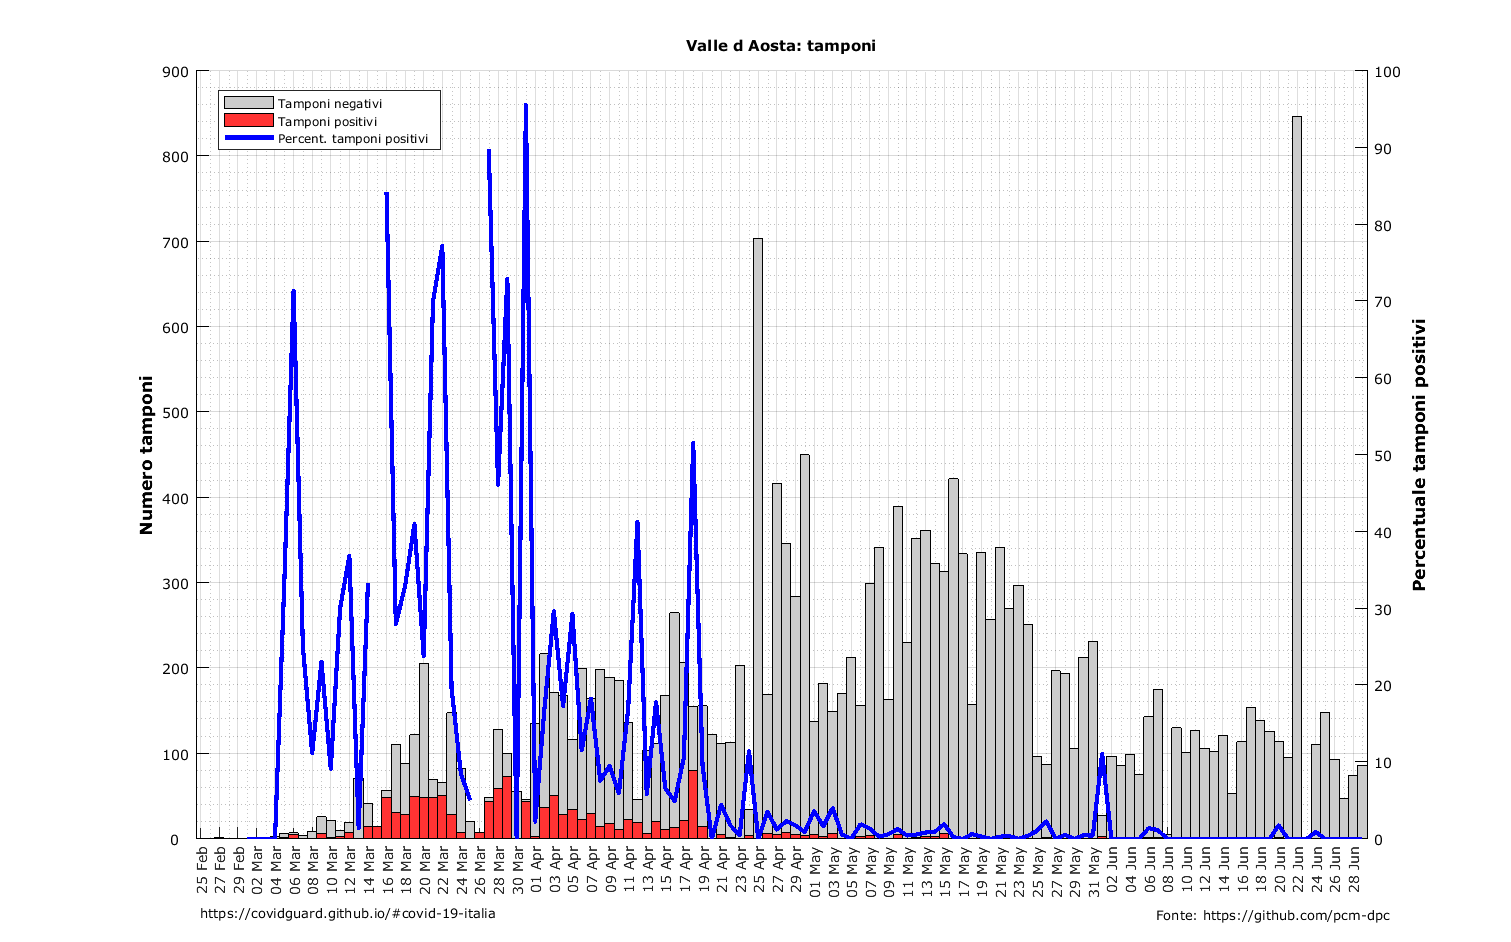 Valle d Aosta: tamponi
Tamponi negativi
Tamponi positivi
Percent. tamponi positivi
Numero tamponi
900
800
700
600
500
400
300
200
100
0
Percentuale tamponi positivi
100
90
80
70
60
50
40
30
20
10
0
25 Feb
27 Feb
29 Feb
02 Mar
04 Mar
06 Mar
08 Mar
10 Mar
12 Mar
14 Mar
16 Mar
18 Mar
20 Mar
22 Mar
24 Mar
26 Mar
28 Mar
30 Mar
01 Apr
03 Apr
05 Apr
07 Apr
09 Apr
11 Apr
13 Apr
15 Apr
17 Apr
19 Apr
21 Apr
23 Apr
25 Apr
27 Apr
29 Apr
01 May
03 May
05 May
07 May
09 May
11 May
13 May
15 May
17 May
19 May
21 May
23 May
25 May
27 May
29 May
31 May
02 Jun
04 Jun
06 Jun
08 Jun
10 Jun
12 Jun
14 Jun
16 Jun
18 Jun
20 Jun
22 Jun
24 Jun
26 Jun
28 Jun
https://covidguard.github.io/#covid-19-italia
Fonte: https://github.com/pcm-dpc